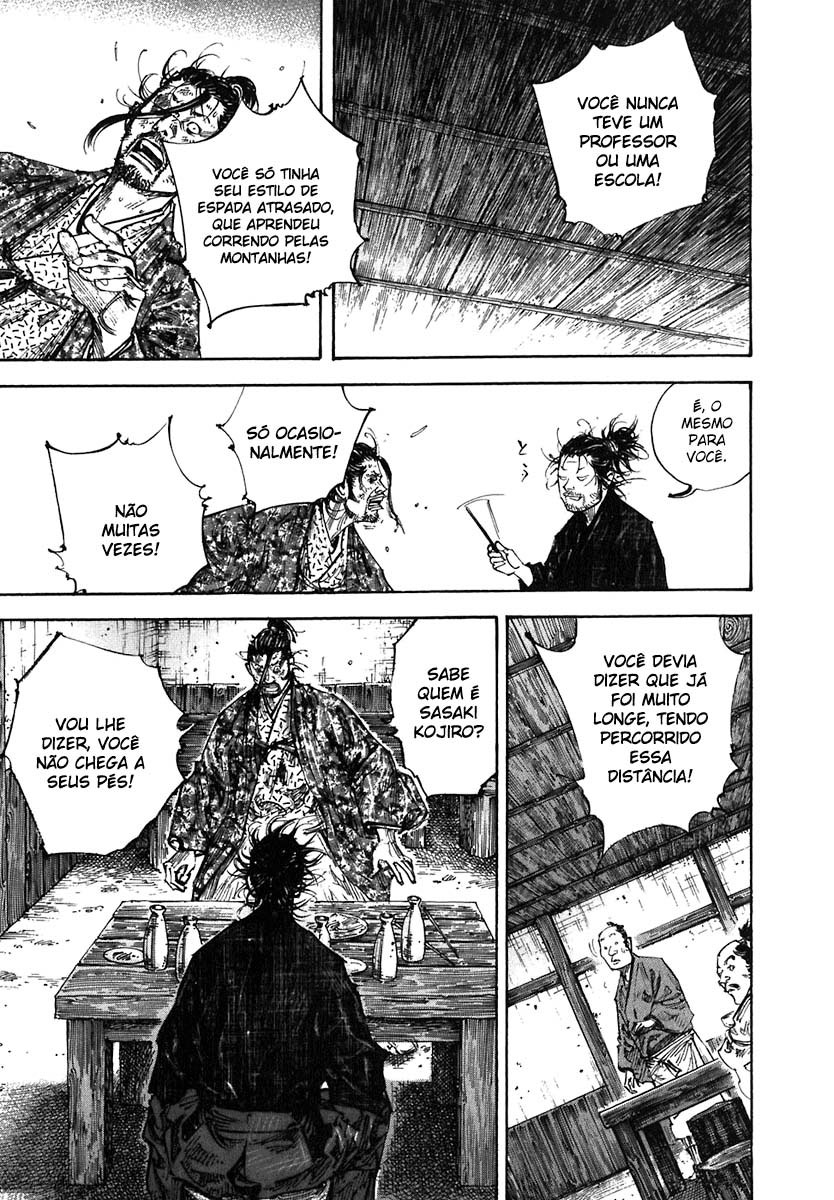 VOCÊ NUNCA
TEVE UM
PROFESSOR
OU UMA
ESCOLA!
VOCÊ SÓ TINHA
SEU ESTILO DE
ESPADA ATRASADO,
QUE APRENDEU
CORRENDO PELAS
MONTANHAS!
É, O
MESMO
PARA
VOCÊ.
とう
SÓ OCASIO-
NALMENTE!
NÃO
MUITAS
VEZES!
VOCÊ DEVIA
DIZER QUE JÁ
FOI MUITO
LONGE, TENDO
PERCORRIDO
ESSA
DISTÂNCIA!
SABE
QUEM É
SASAKI
KOJIRO?
VOU LHE
DIZER, VOCÊ
NÃO CHEGA A
SEUS PÉS!